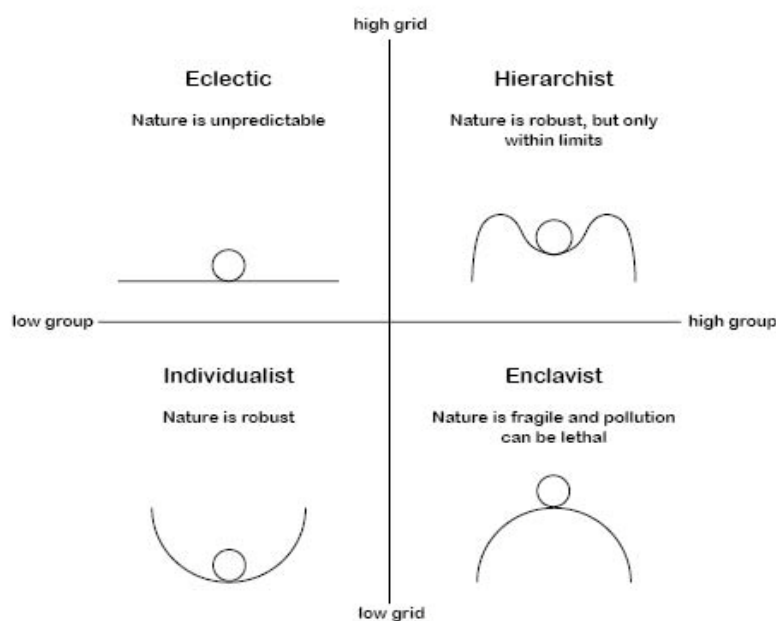 high grid
Eclectic
Nature is unpredictable
Hierarchist
Nature is robust, but only
within limits
low group
high group
Individualist
Nature is robust
Enclavist
Nature is fragile and pollution
can be lethal
low grid